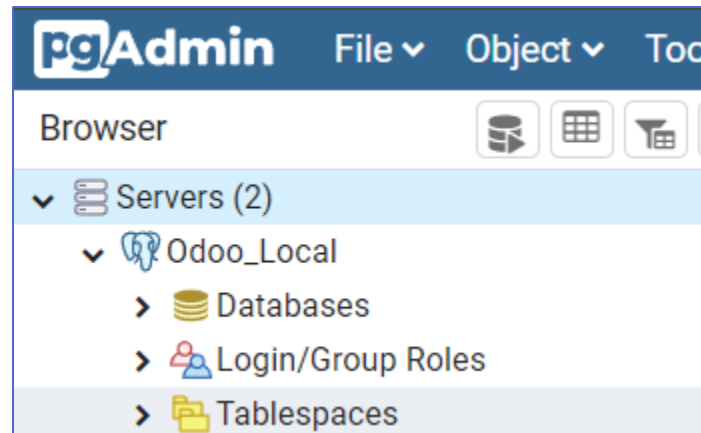 pgAdmin File Object
Browser
Servers (2)
Odoo_Local
Databases
Login/Group Roles
Tablespaces